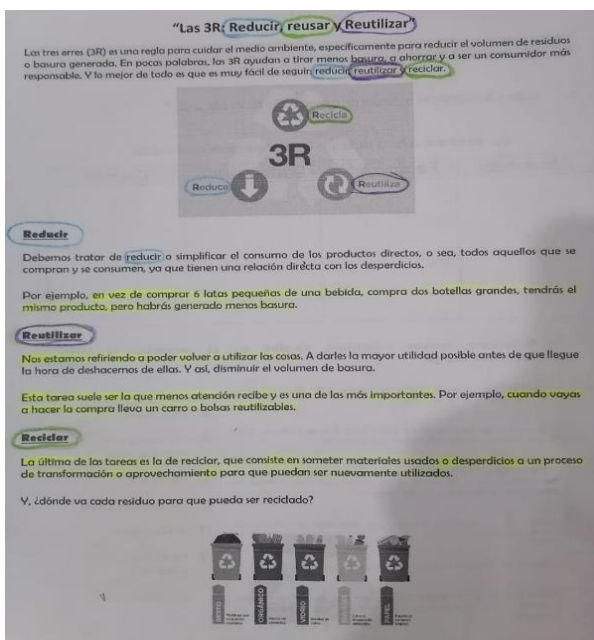 “Las 3R: Reducir, reusar y Reutilizar”
Las tres erres (3R) es una regla para cuidar el medio ambiente, específicamente para reducir el volumen de residuos
o basura generada. En pocas palabras, las 3R ayudan a tirar menos basura, a ahorrar y a ser un consumidor más
responsable. Y lo mejor de todo es que es muy fácil de seguir: reducir, reutilizar y reciclar.
Recicla
3R
Reduce
Reutiliza
Reducir
Debemos tratar de reducir o simplificar el consumo de los productos directos, o sea, todos aquellos que se
compran y se consumen, ya que tienen una relación directa con los desperdicios.
Por ejemplo, en vez de comprar 6 latas pequeñas de una bebida, compra dos botellas grandes, tendrás el
mismo producto, pero habrás generado menos basura.
Reutilizar
Nos estamos refiriendo a poder volver a utilizar las cosas. A darles la mayor utilidad posible antes de que llegue
la hora de deshacernos de ellas. Y así, disminuir el volumen de basura.
Esta tarea suele ser la que menos atención recibe y es una de las más importantes. Por ejemplo, cuando vayas
a hacer la compra lleva un carro o bolsas reutilizables.
Reciclar
La última de las tareas es la de reciclar, que consiste en someter materiales usados o desperdicios a un proceso
de transformación o aprovechamiento para que puedan ser nuevamente utilizados.
Y, ¿dónde va cada residuo para que pueda ser reciclado?
RESTO
ORGÁNICO
VIDRIO
PAPEL